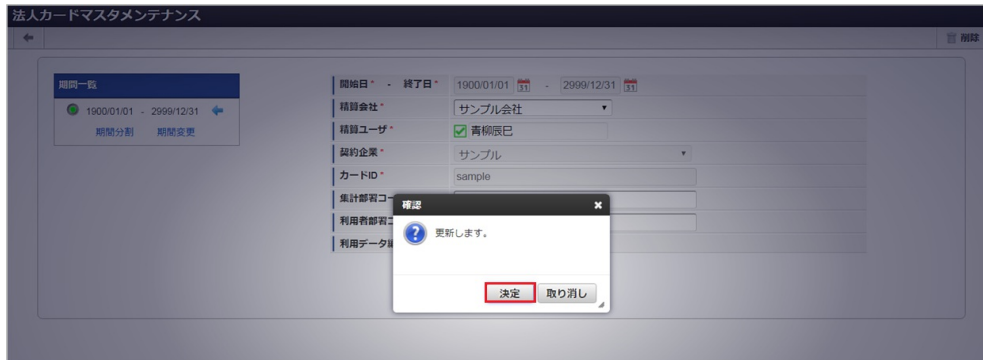 法人カードマスタメンテナンス
削除
期間一覧
1900/01/01 - 2999/12/31
期間分割 期間変更
開始日* - 終了日* 1900/01/01 31 - 2999/12/31 31
精算会社* サンプル会社
精算ユーザ* 青柳辰巳
契約企業* サンプル
カードID* sample
集計部署コー
利用者部署コ
利用データ
確認
更新します。
決定 取り消し